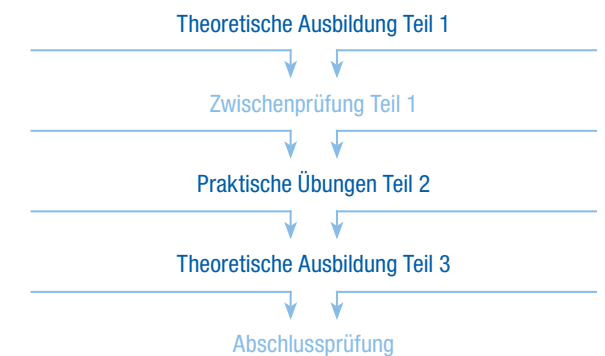 Theoretische Ausbildung Teil 1
Zwischenprüfung Teil 1
Praktische Übungen Teil 2
Theoretische Ausbildung Teil 3
Abschlussprüfung